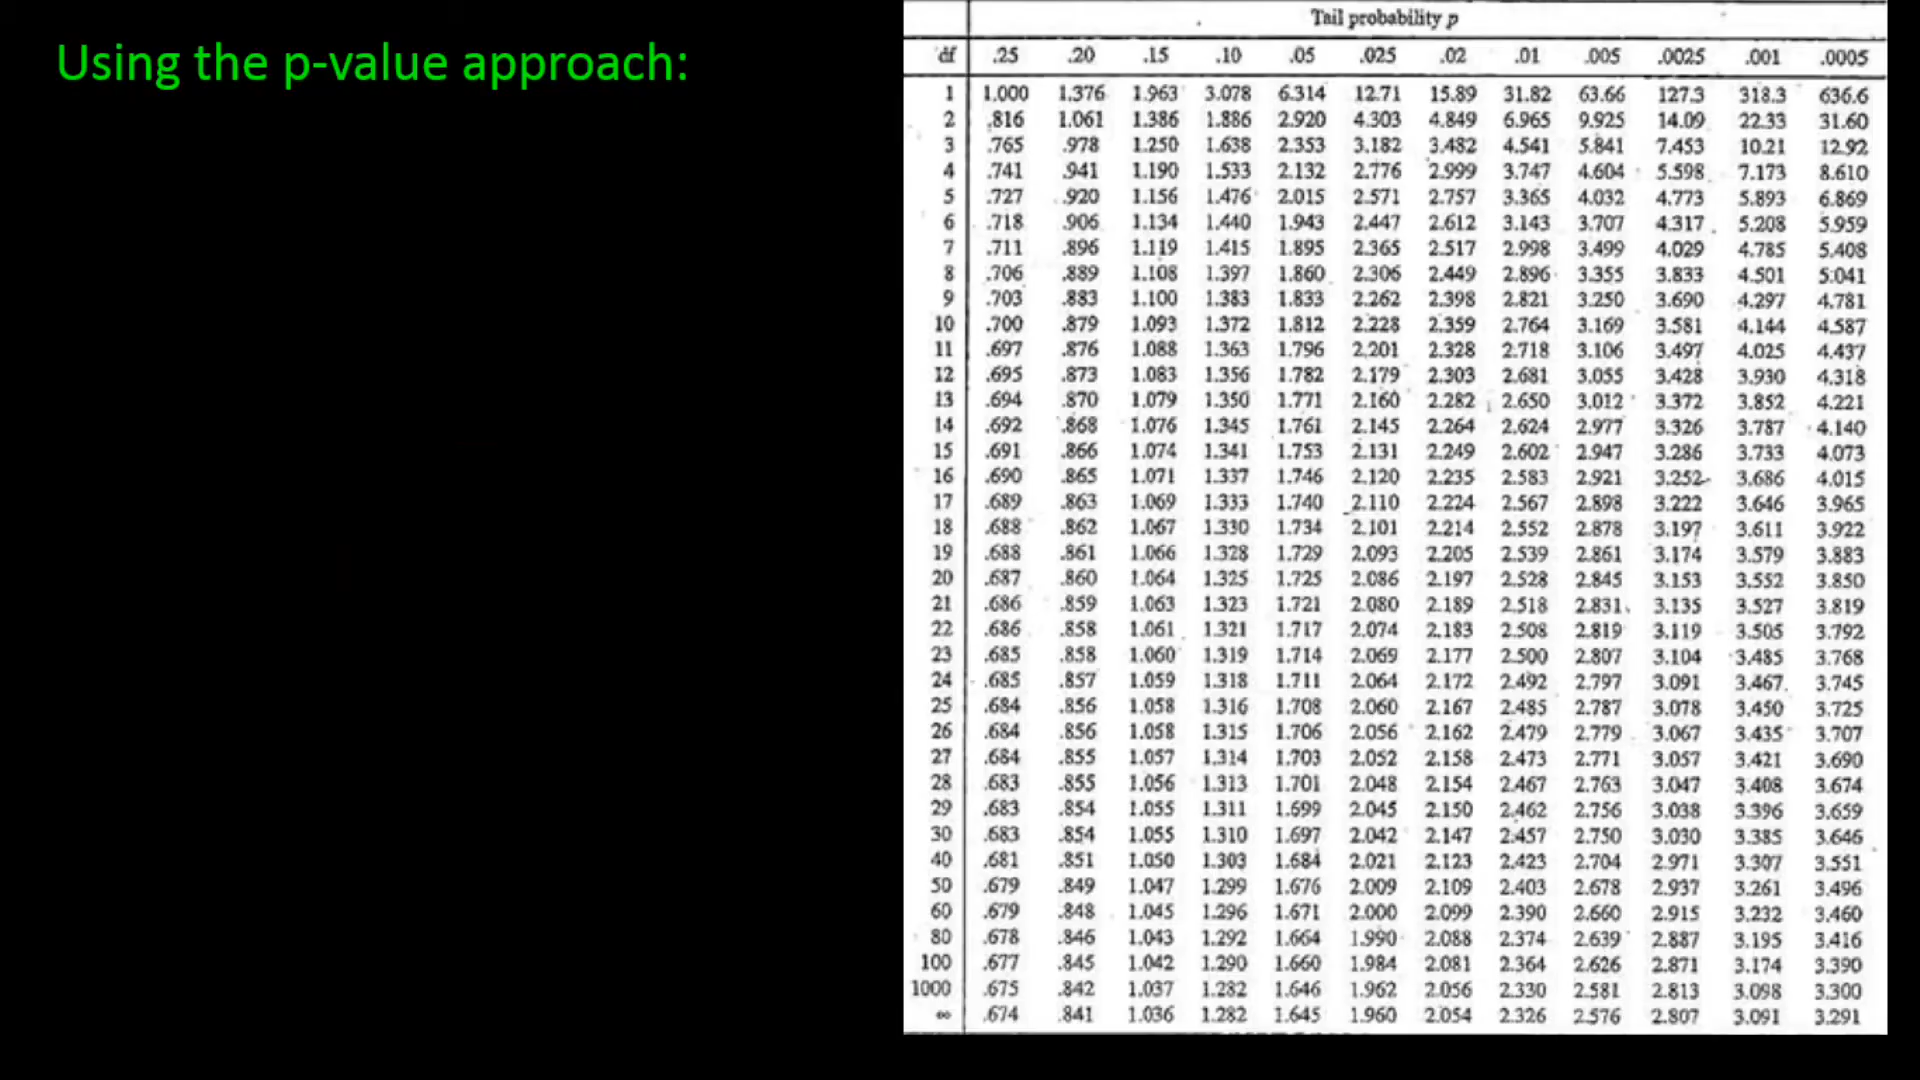 Using the p-value approach:
Tail probability p
df .25 .20 .15 .10 .05 .025 .02 .01 .005 .0025 .001 .0005
1 1.000 1.376 1.963 3.078 6.314 12.71 15.89 31.82 63.66 127.3 318.3 636.6
2 .816 1.061 1.386 1.886 2.920 4.303 4.849 6.965 9.925 14.09 22.33 31.60
3 .765 .978 1.250 1.638 2.353 3.182 3.482 4.541 5.841 7.453 10.21 12.92
4 .741 .941 1.190 1.533 2.132 2.776 2.999 3.747 4.604 5.598 7.173 8.610
5 .727 .920 1.156 1.476 2.015 2.571 2.757 3.365 4.032 4.773 5.893 6.869
6 .718 .906 1.134 1.440 1.943 2.447 2.612 3.143 3.707 4.317 5.208 5.959
7 .711 .896 1.119 1.415 1.895 2.365 2.517 2.998 3.499 4.029 4.785 5.408
8 .706 .889 1.108 1.397 1.860 2.306 2.449 2.896 3.355 3.833 4.501 5.041
9 .703 .883 1.100 1.383 1.833 2.262 2.398 2.821 3.250 3.690 4.297 4.781
10 .700 .879 1.093 1.372 1.812 2.228 2.359 2.764 3.169 3.581 4.144 4.587
11 .697 .876 1.088 1.363 1.796 2.201 2.328 2.718 3.106 3.497 4.025 4.437
12 .695 .873 1.083 1.356 1.782 2.179 2.303 2.681 3.055 3.428 3.930 4.318
13 .694 .870 1.079 1.350 1.771 2.160 2.282 2.650 3.012 3.372 3.852 4.221
14 .692 .868 1.076 1.345 1.761 2.145 2.264 2.624 2.977 3.326 3.787 4.140
15 .691 .866 1.074 1.341 1.753 2.131 2.249 2.602 2.947 3.286 3.733 4.073
16 .690 .865 1.071 1.337 1.746 2.120 2.235 2.583 2.921 3.252 3.686 4.015
17 .689 .863 1.069 1.333 1.740 2.110 2.224 2.567 2.898 3.222 3.646 3.965
18 .688 .862 1.067 1.330 1.734 2.101 2.214 2.552 2.878 3.197 3.611 3.922
19 .688 .861 1.066 1.328 1.729 2.093 2.205 2.539 2.861 3.174 3.579 3.883
20 .687 .860 1.064 1.325 1.725 2.086 2.197 2.528 2.845 3.153 3.552 3.850
21 .686 .859 1.063 1.323 1.721 2.080 2.189 2.518 2.831 3.135 3.527 3.819
22 .686 .858 1.061 1.321 1.717 2.074 2.183 2.508 2.819 3.119 3.505 3.792
23 .685 .858 1.060 1.319 1.714 2.069 2.177 2.500 2.807 3.104 3.485 3.768
24 .685 .857 1.059 1.318 1.711 2.064 2.172 2.492 2.797 3.091 3.467 3.745
25 .684 .856 1.058 1.316 1.708 2.060 2.167 2.485 2.787 3.078 3.450 3.725
26 .684 .856 1.058 1.315 1.706 2.056 2.162 2.479 2.779 3.067 3.435 3.707
27 .684 .855 1.057 1.314 1.703 2.052 2.158 2.473 2.771 3.057 3.421 3.690
28 .683 .855 1.056 1.313 1.701 2.048 2.154 2.467 2.763 3.047 3.408 3.674
29 .683 .854 1.055 1.311 1.699 2.045 2.150 2.462 2.756 3.038 3.396 3.659
30 .683 .854 1.055 1.310 1.697 2.042 2.147 2.457 2.750 3.030 3.385 3.646
40 .681 .851 1.050 1.303 1.684 2.021 2.123 2.423 2.704 2.971 3.307 3.551
50 .679 .849 1.047 1.299 1.676 2.009 2.109 2.403 2.678 2.937 3.261 3.496
60 .679 .848 1.045 1.296 1.671 2.000 2.099 2.390 2.660 2.915 3.232 3.460
80 .678 .846 1.043 1.292 1.664 1.990 2.088 2.374 2.639 2.887 3.195 3.416
100 .677 .845 1.042 1.290 1.660 1.984 2.081 2.364 2.626 2.871 3.174 3.390
1000 .675 .842 1.037 1.282 1.646 1.962 2.056 2.330 2.581 2.813 3.098 3.300
∞ .674 .841 1.036 1.282 1.645 1.960 2.054 2.326 2.576 2.807 3.091 3.291